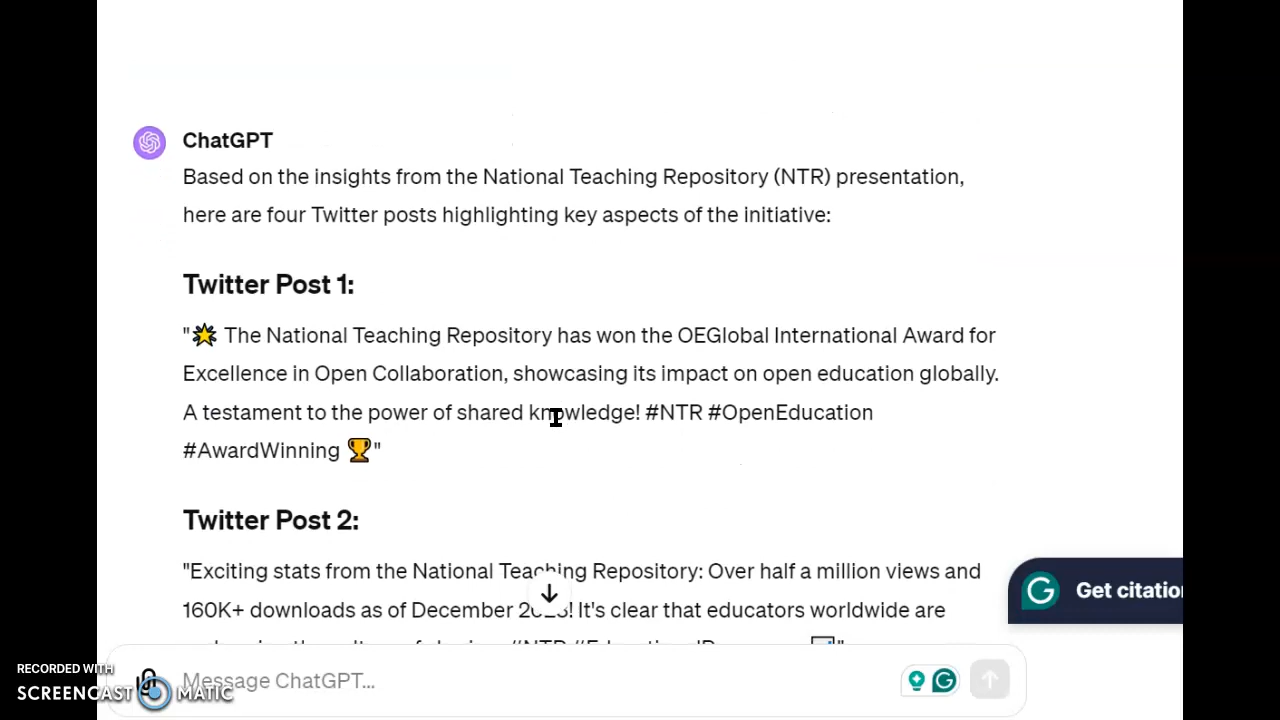 ChatGPT
Based on the insights from the National Teaching Repository (NTR) presentation,
here are four Twitter posts highlighting key aspects of the initiative:
Twitter Post 1:
"🌟 The National Teaching Repository has won the OEGlobal International Award for
Excellence in Open Collaboration, showcasing its impact on open education globally.
A testament to the power of shared knowledge! #NTR #OpenEducation
#AwardWinning 🏆"
Twitter Post 2:
"Exciting stats from the National Teaching Repository: Over half a million views and
160K+ downloads as of December! It's clear that educators worldwide are
Get citatio
Message ChatGPT...
RECORDED WITH
SCREENCAST MATIC